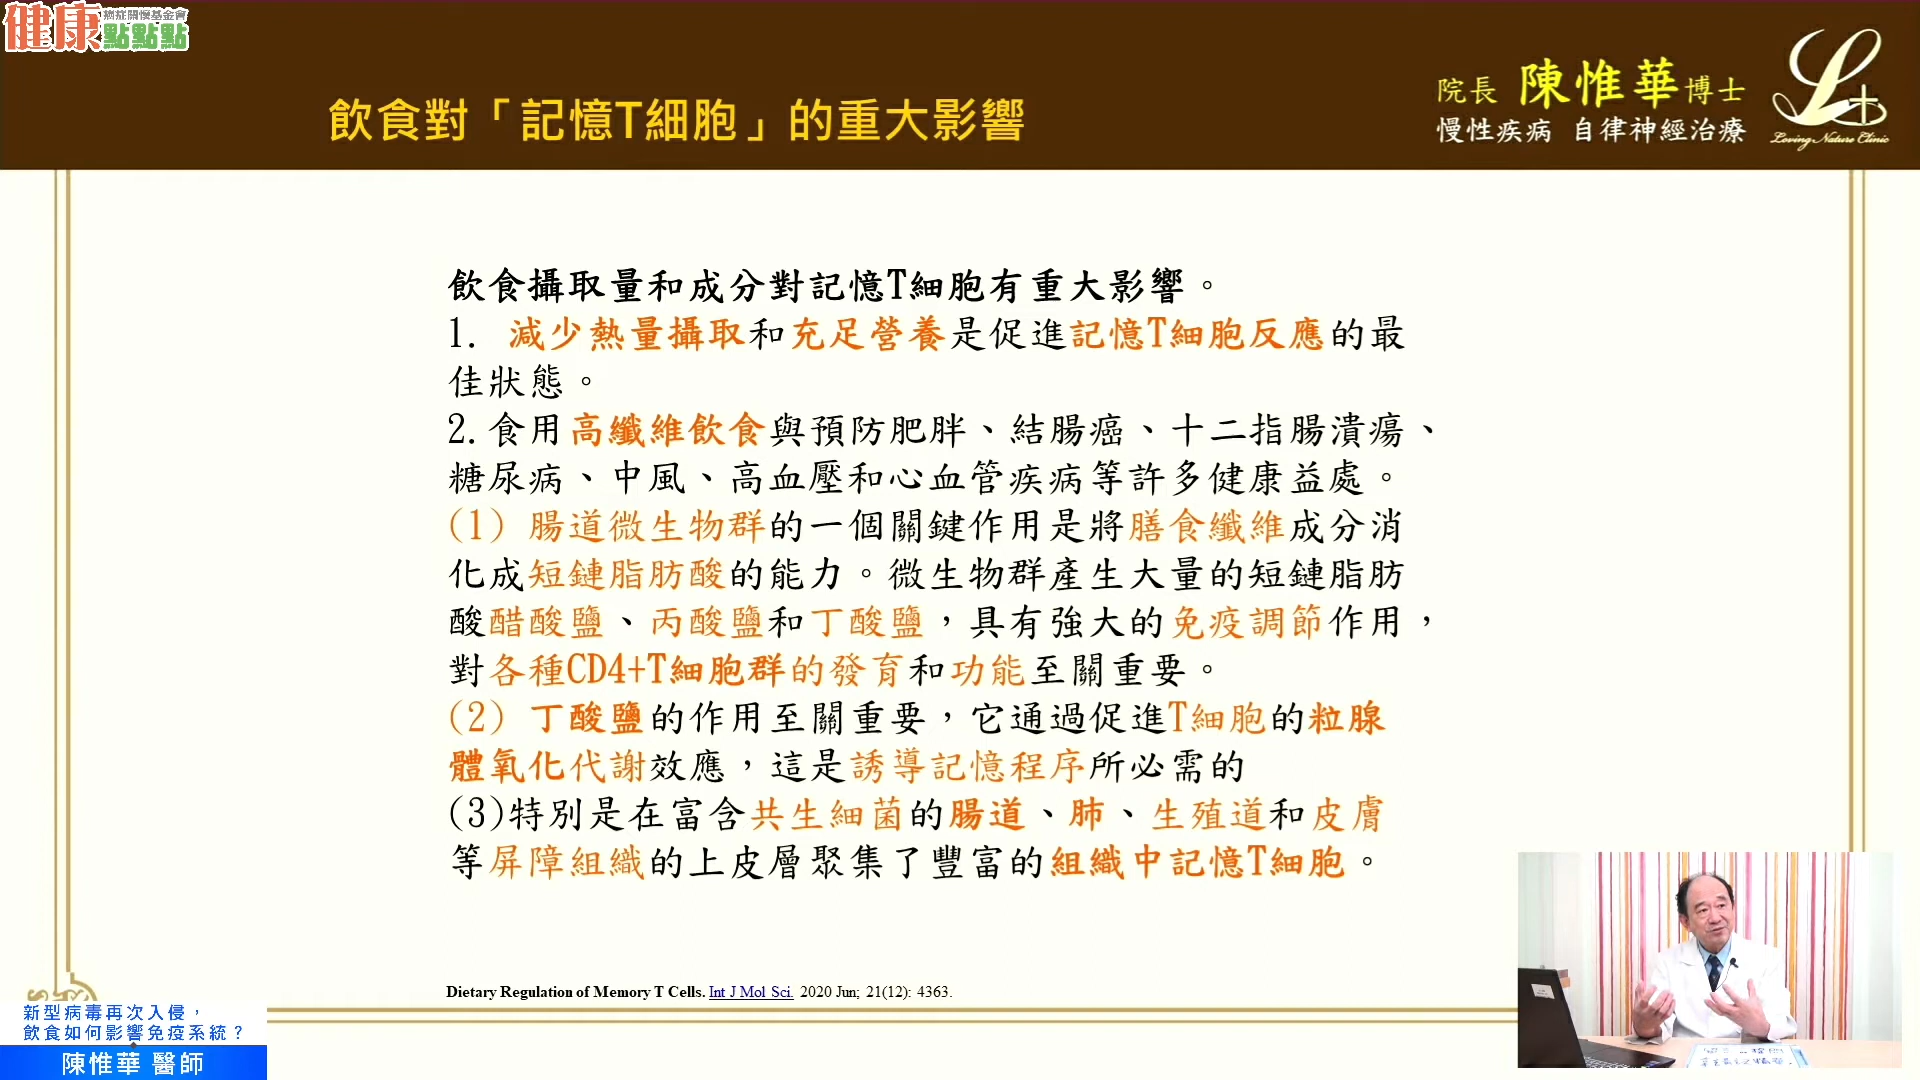 健康點點點
癌症關懷基金會
飲食對「記憶T細胞」的重大影響
院長 陳惟華博士
慢性疾病 自律神經治療
Loving Nature Clinic
飲食攝取量和成分對記憶T細胞有重大影響。
1. 減少熱量攝取和充足營養是促進記憶T細胞反應的最
佳狀態。
2.食用高纖維飲食與預防肥胖、結腸癌、十二指腸潰瘍、
糖尿病、中風、高血壓和心血管疾病等許多健康益處。
(1) 腸道微生物群的一個關鍵作用是將膳食纖維成分消
化成短鏈脂肪酸的能力。微生物群產生大量的短鏈脂肪
酸醋酸鹽、丙酸鹽和丁酸鹽，具有強大的免疫調節作用，
對各種CD4+T細胞群的發育和功能至關重要。
(2) 丁酸鹽的作用至關重要，它通過促進T細胞的粒腺
體氧化代謝效應，這是誘導記憶程序所必需的
(3)特別是在富含共生細菌的腸道、肺、生殖道和皮膚
等屏障組織的上皮層聚集了豐富的組織中記憶T細胞。
Dietary Regulation of Memory T Cells. Int J Mol Sci. 2020 Jun; 21(12): 4363.
新型病毒再次入侵，
飲食如何影響免疫系統？
陳惟華 醫師